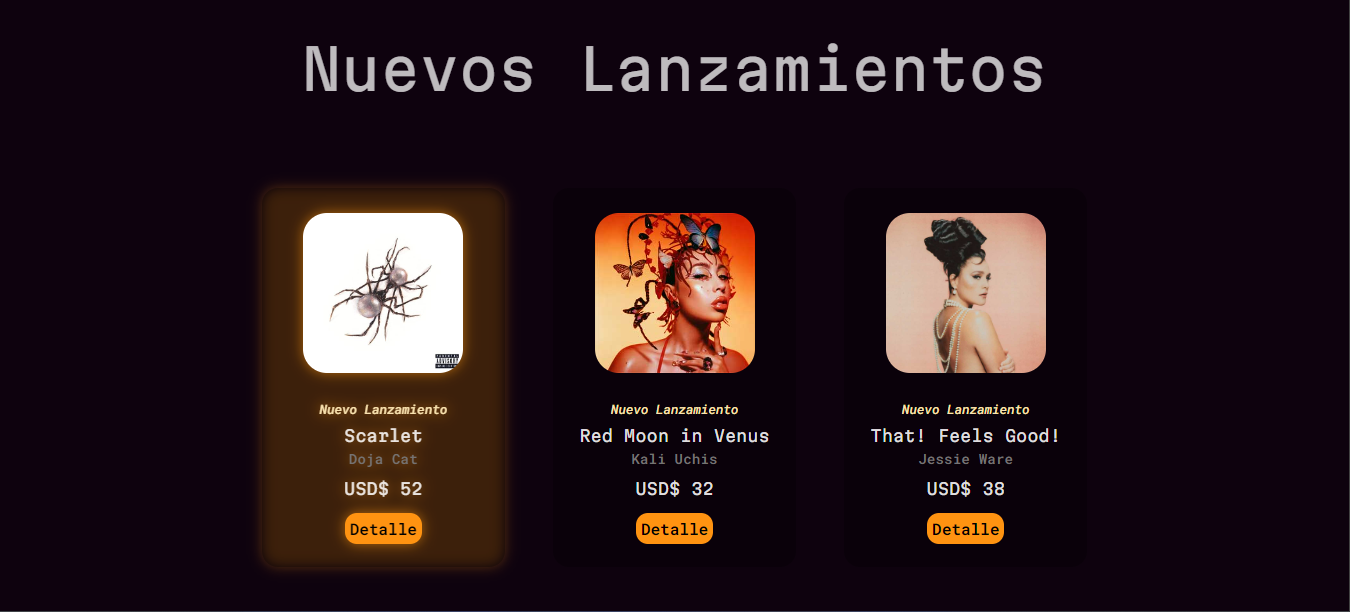 Nuevos Lanzamientos
Nuevo Lanzamiento
Scarlet
Doja Cat
USD$ 52
Detalle
Nuevo Lanzamiento
Red Moon in Venus
Kali Uchis
USD$ 32
Detalle
Nuevo Lanzamiento
That! Feels Good!
Jessie Ware
USD$ 38
Detalle